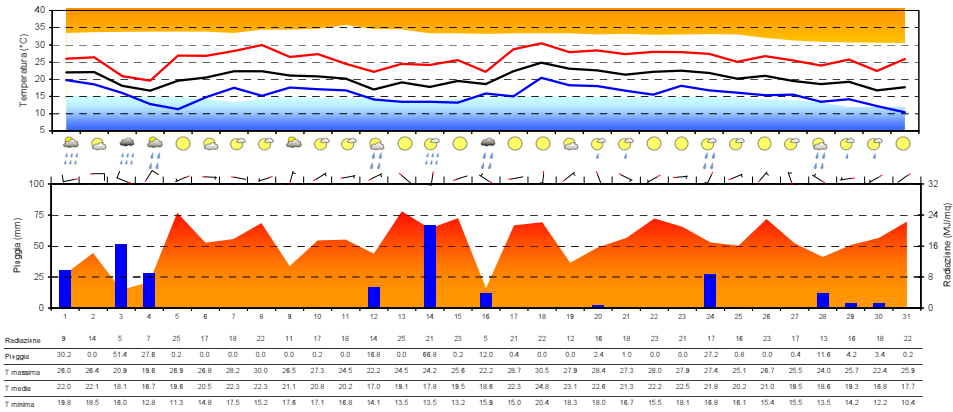 Temperatura (°C)
40
35
30
25
20
15
10
5
Pioggia (mm)
100
75
50
25
0
32
24
16
8
0
Radiazione (MJ/mq)
1 2 3 4 5 6 7 8 9 10 11 12 13 14 15 16 17 18 19 20 21 22 23 24 25 26 27 28 29 30 31
Radiazione 9 14 5 7 25 17 18 22 11 17 18 14 25 21 23 5 21 22 12 16 18 23 21 17 16 23 17 13 16 18 22
Pioggia 30.2 0.0 51.4 27.6 0.2 0.0 0.0 0.0 0.0 0.2 0.0 16.8 0.0 66.8 0.2 12.0 0.4 0.0 0.0 2.4 1.0 0.0 0.0 27.2 0.8 0.0 0.4 11.6 4.2 3.4 0.2
T massima 26.0 26.4 20.9 19.6 26.9 26.8 28.2 30.0 26.5 27.3 24.5 22.2 24.5 24.2 25.6 22.2 28.7 30.5 27.9 28.4 27.3 28.0 27.9 27.4 25.1 26.7 25.5 24.0 25.7 22.4 25.9
T media 22.0 22.1 18.1 16.7 19.6 20.5 22.3 22.3 21.1 20.8 20.2 17.0 19.1 17.8 19.5 18.6 22.3 24.8 23.1 22.6 21.3 22.2 22.5 21.8 20.2 21.0 19.5 18.6 19.3 16.8 17.7
T minima 19.8 18.5 16.0 12.8 11.3 14.8 17.5 15.2 17.6 17.1 16.8 14.1 13.5 13.5 13.2 15.9 15.0 20.4 18.3 18.0 16.7 15.5 18.1 16.8 16.1 15.4 15.5 13.5 14.2 12.2 10.4